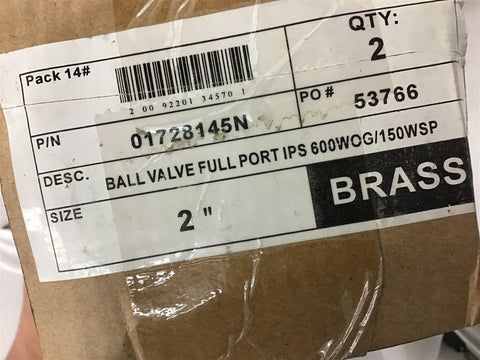 Pack 14#
QTY:
2
2 00 92201 34570 1
P/N 01728145N
PO # 53766
DESC. BALL VALVE FULL PORT IPS 600WOG/150WSP
SIZE 2 "
BRASS